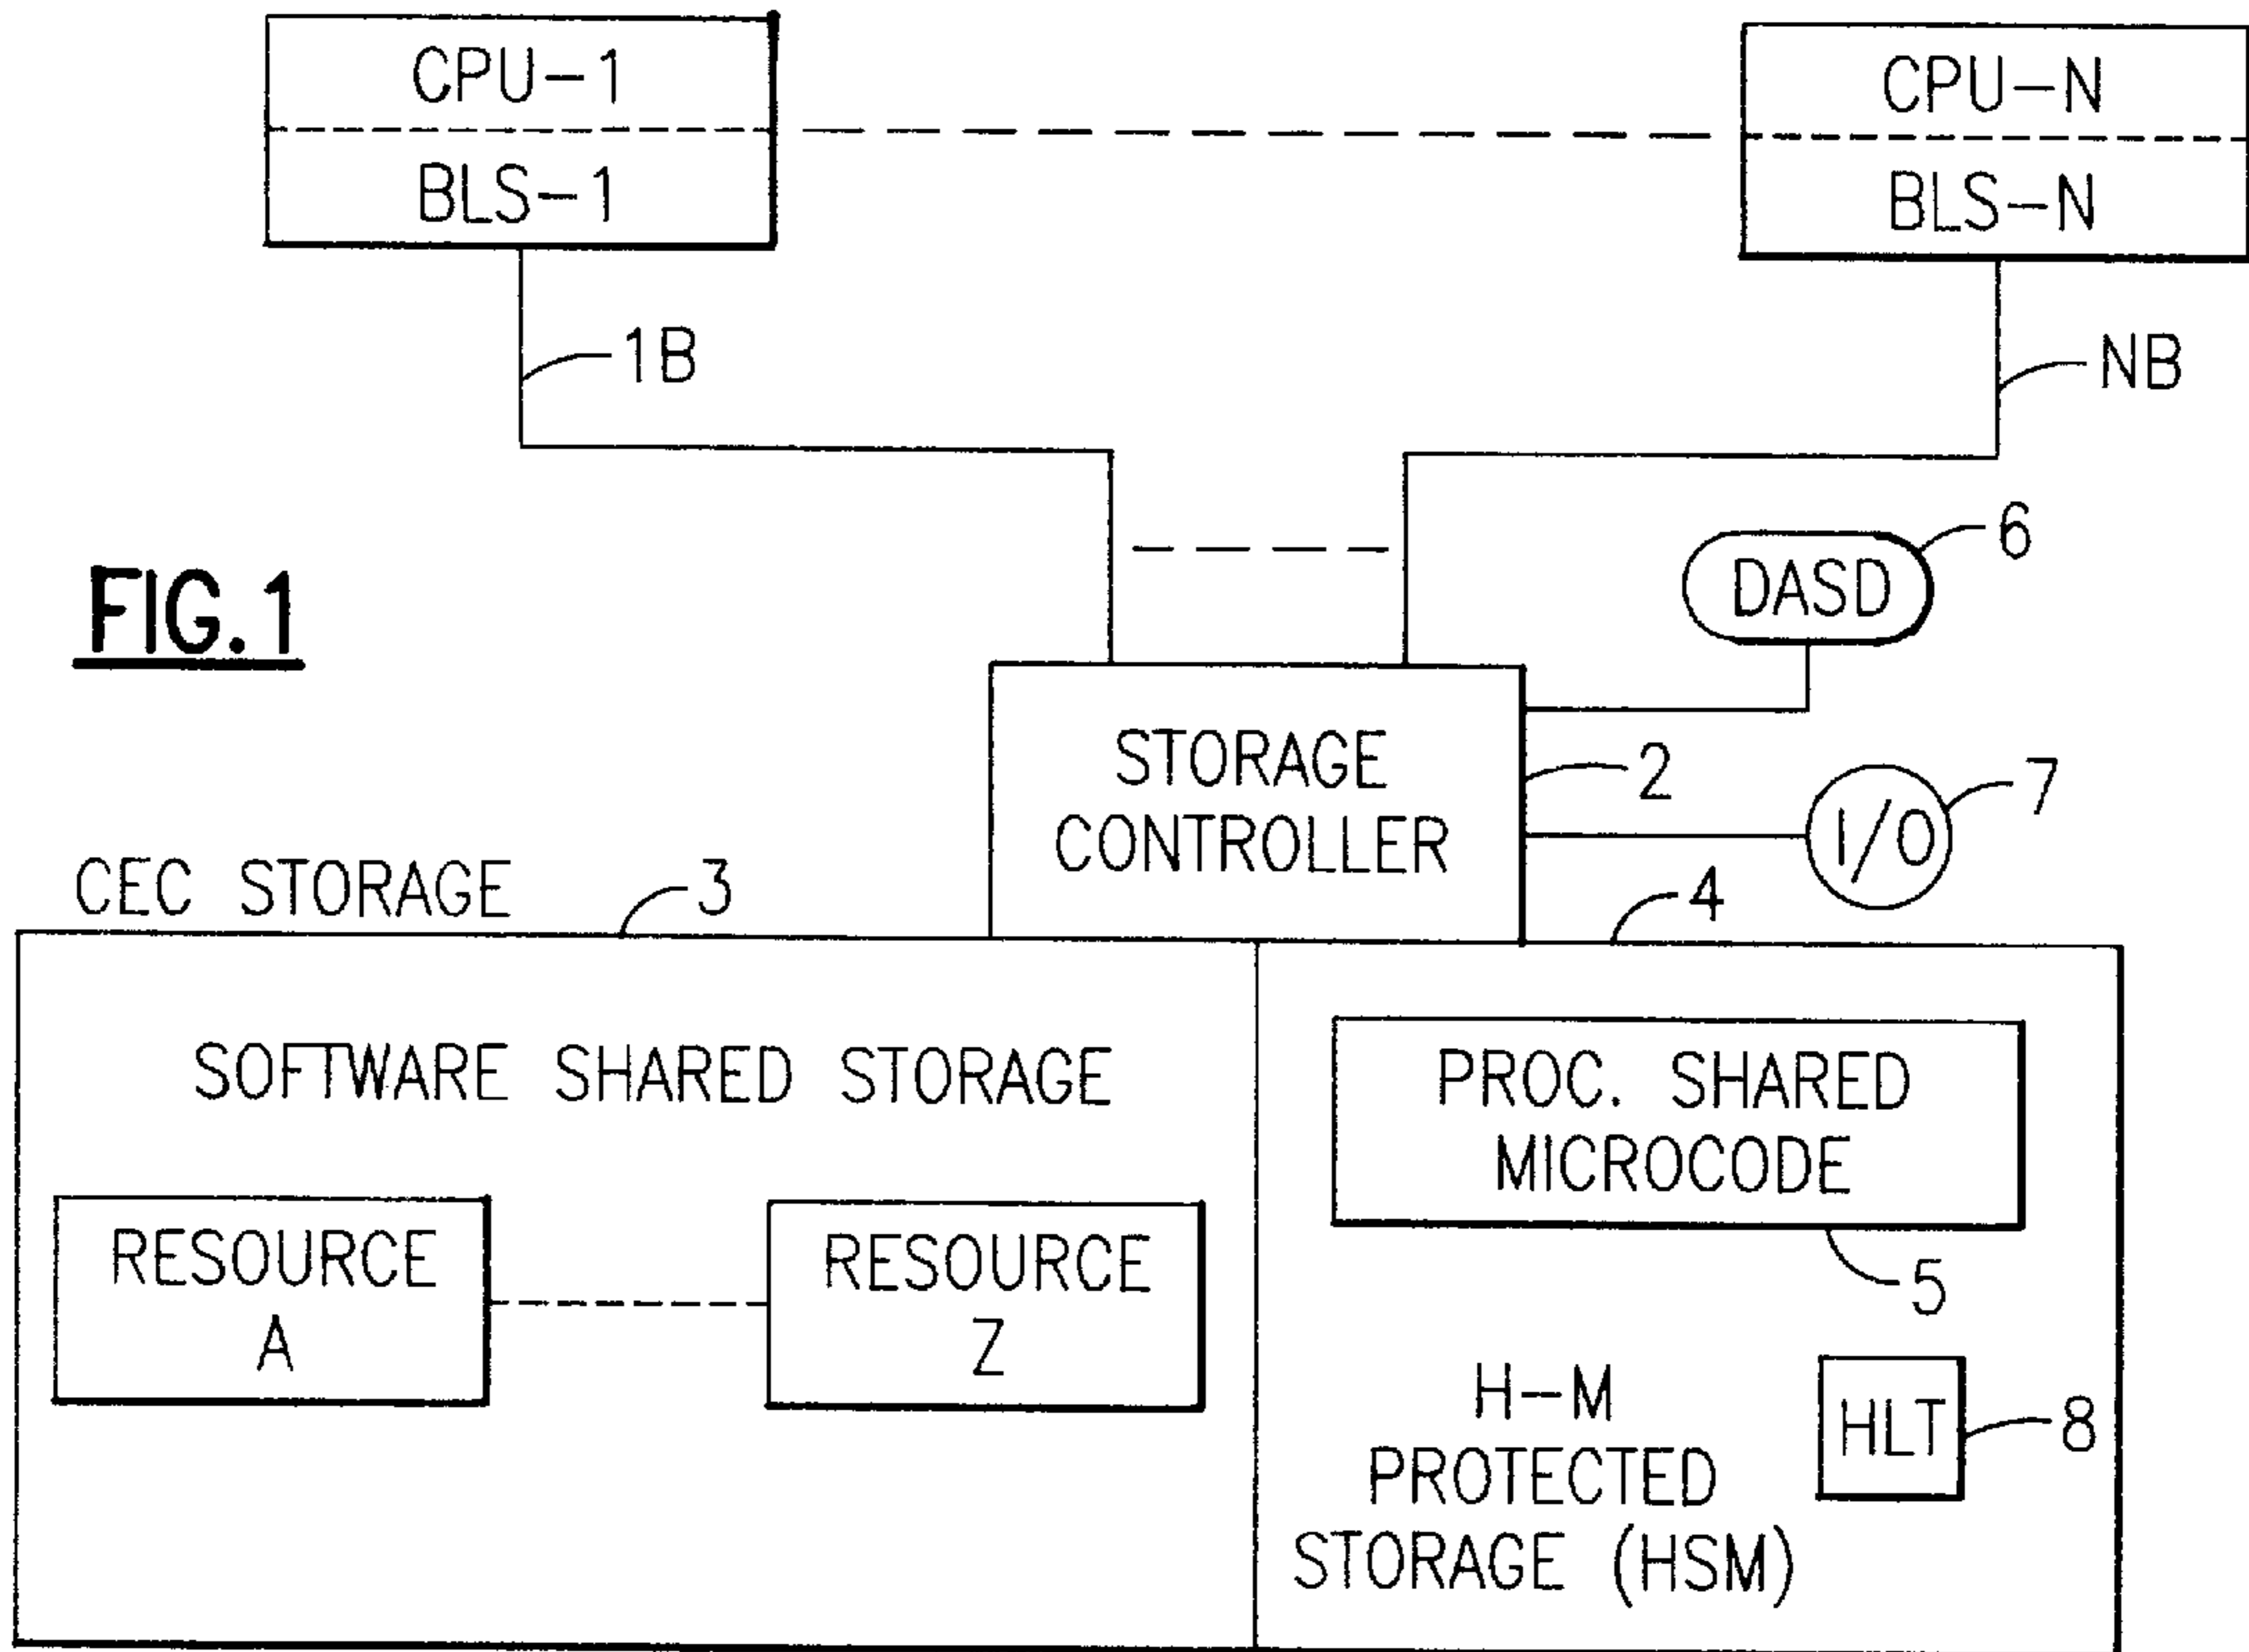 CPU-1
BLS-1
CPU-N
BLS-N
1B
NB
FIG.1
DASD
6
STORAGE
CONTROLLER
2
I/O
7
CEC STORAGE
3
4
SOFTWARE SHARED STORAGE
RESOURCE
A
RESOURCE
Z
PROC. SHARED
MICROCODE
5
H-M
PROTECTED
STORAGE (HSM)
HLT
8